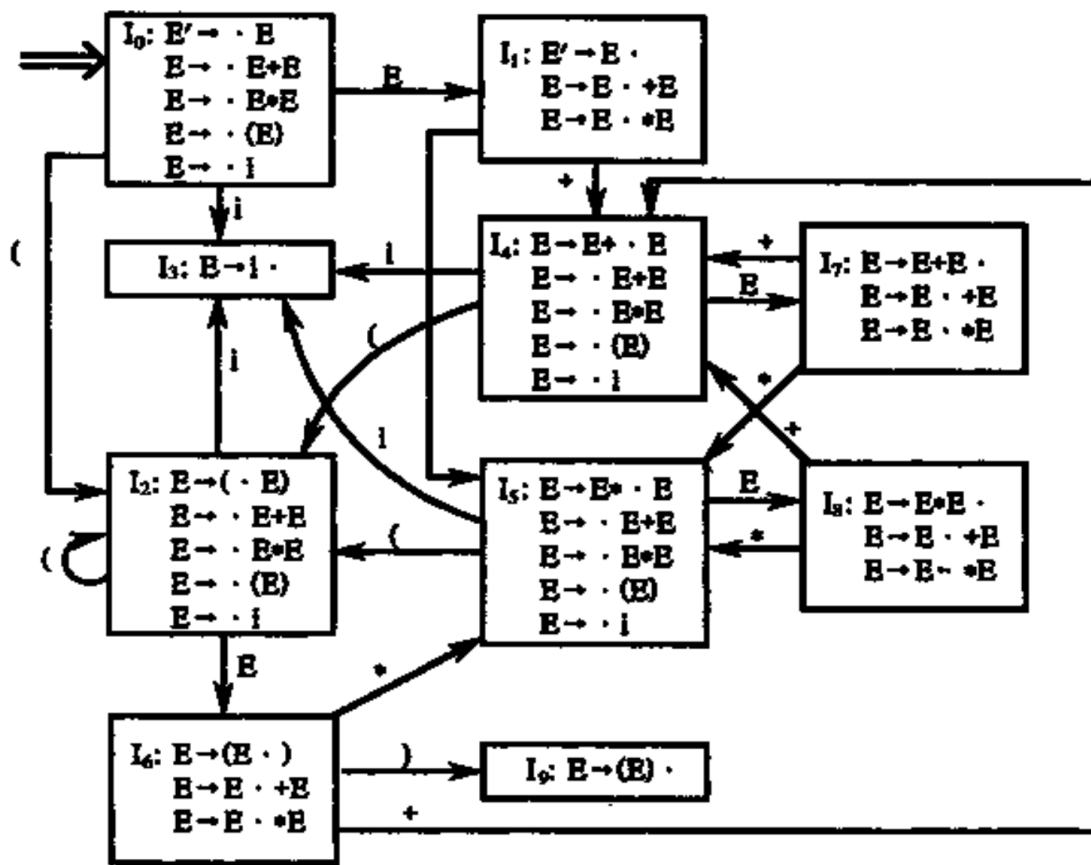 I₀: E′→ · E
E→ · E+E
E→ · E*E
E→ · (E)
E→ · i
E
I₁: E′→E ·
E→E · +E
E→E · *E
(
i
+
I₃: E→i ·
i
I₄: E→E+ · E
E→ · E+E
E→ · E*E
E→ · (E)
E→ · i
+
E
I₇: E→E+E ·
E→E · +E
E→E · *E
i
(
i
*
+
I₂: E→( · E)
E→ · E+E
E→ · E*E
E→ · (E)
E→ · i
(
(
I₅: E→E* · E
E→ · E+E
E→ · E*E
E→ · (E)
E→ · i
E
*
I₈: E→E*E ·
E→E · +E
E→E · *E
E
*
I₆: E→(E · )
E→E · +E
E→E · *E
)
+
I₉: E→(E) ·